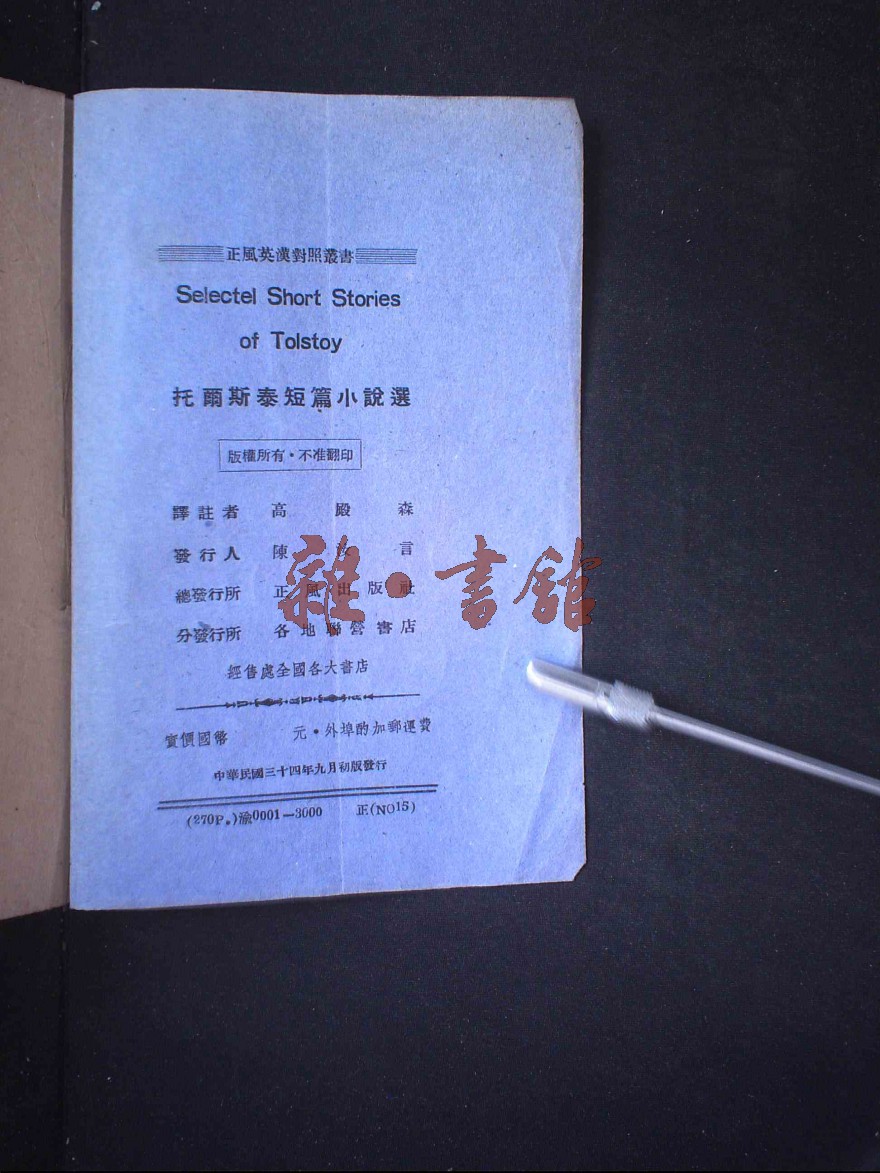 正風英漢對照叢書
Selectel Short Stories
of Tolstoy
托爾斯泰短篇小說選
版權所有・不准翻印
譯註者 高殿森
發行人 陳 言
總發行所 正風出版社
分發行所 各地聯營書店
經售處全國各大書店
實價國幣 元・外埠酌加郵運費
中華民國三十四年九月初版發行
(270P.)渝0001—3000 正(NO15)
雜・書館